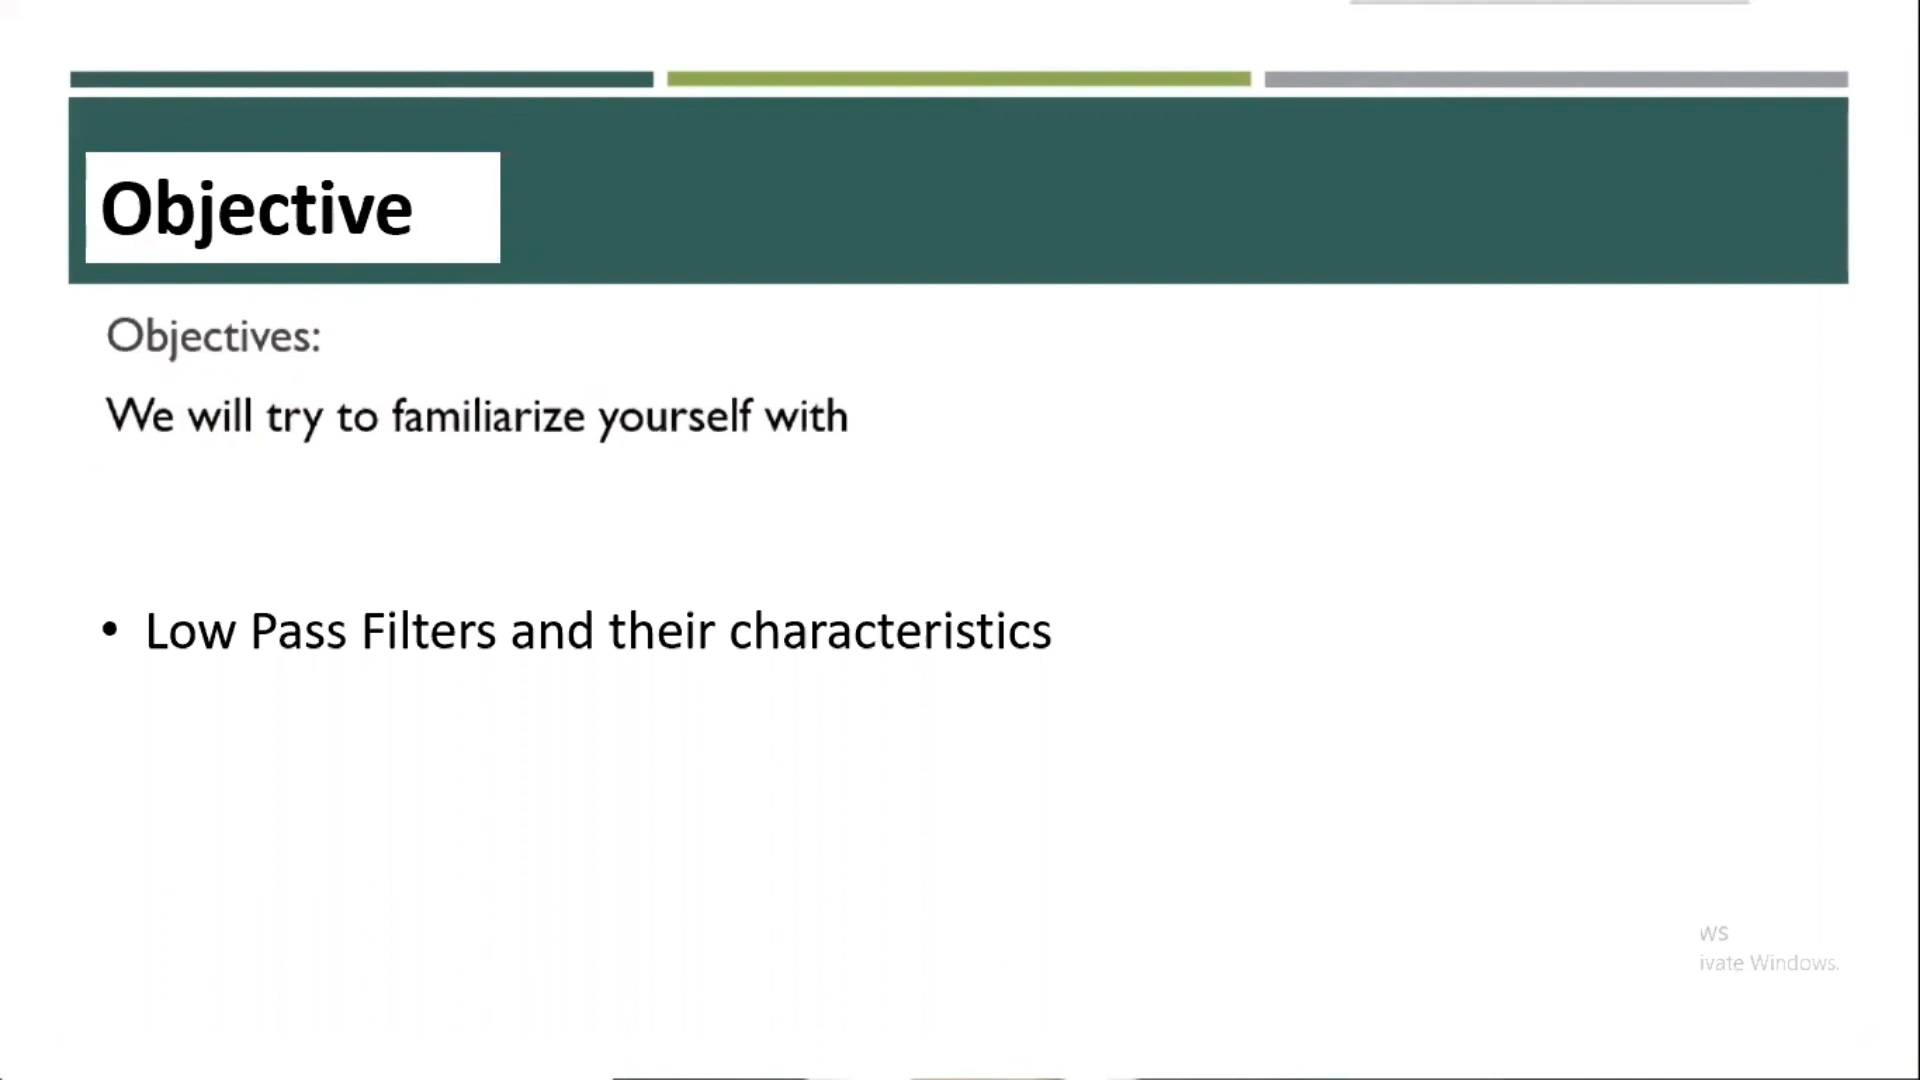 Objective
Objectives:
We will try to familiarize yourself with
• Low Pass Filters and their characteristics
ws
ivate Windows.